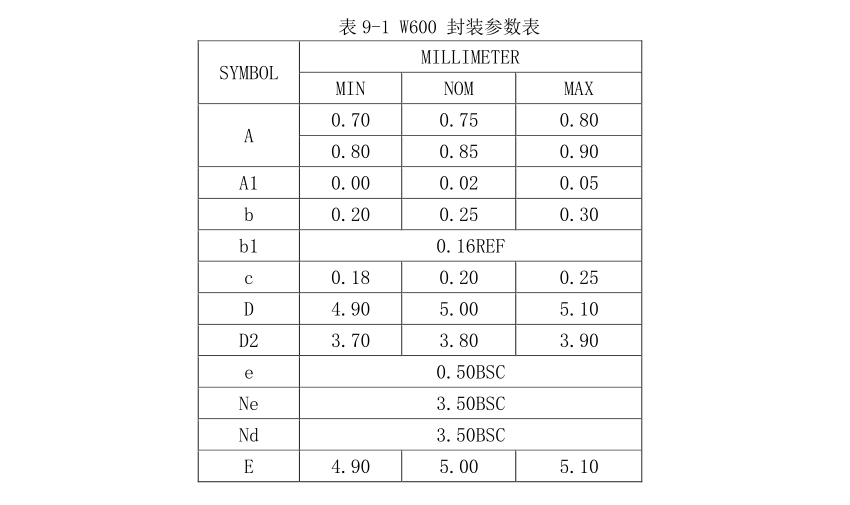 表 9-1 W600 封装参数表
SYMBOL MILLIMETER
MIN NOM MAX
A 0.70 0.75 0.80
0.80 0.85 0.90
A1 0.00 0.02 0.05
b 0.20 0.25 0.30
b1 0.16REF
c 0.18 0.20 0.25
D 4.90 5.00 5.10
D2 3.70 3.80 3.90
e 0.50BSC
Ne 3.50BSC
Nd 3.50BSC
E 4.90 5.00 5.10